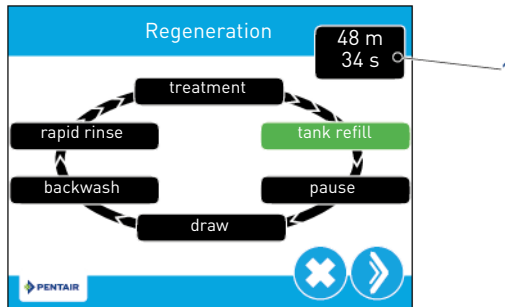 Regeneration
48 m
34 s
treatment
rapid rinse
tank refill
backwash
pause
draw
PENTAIR